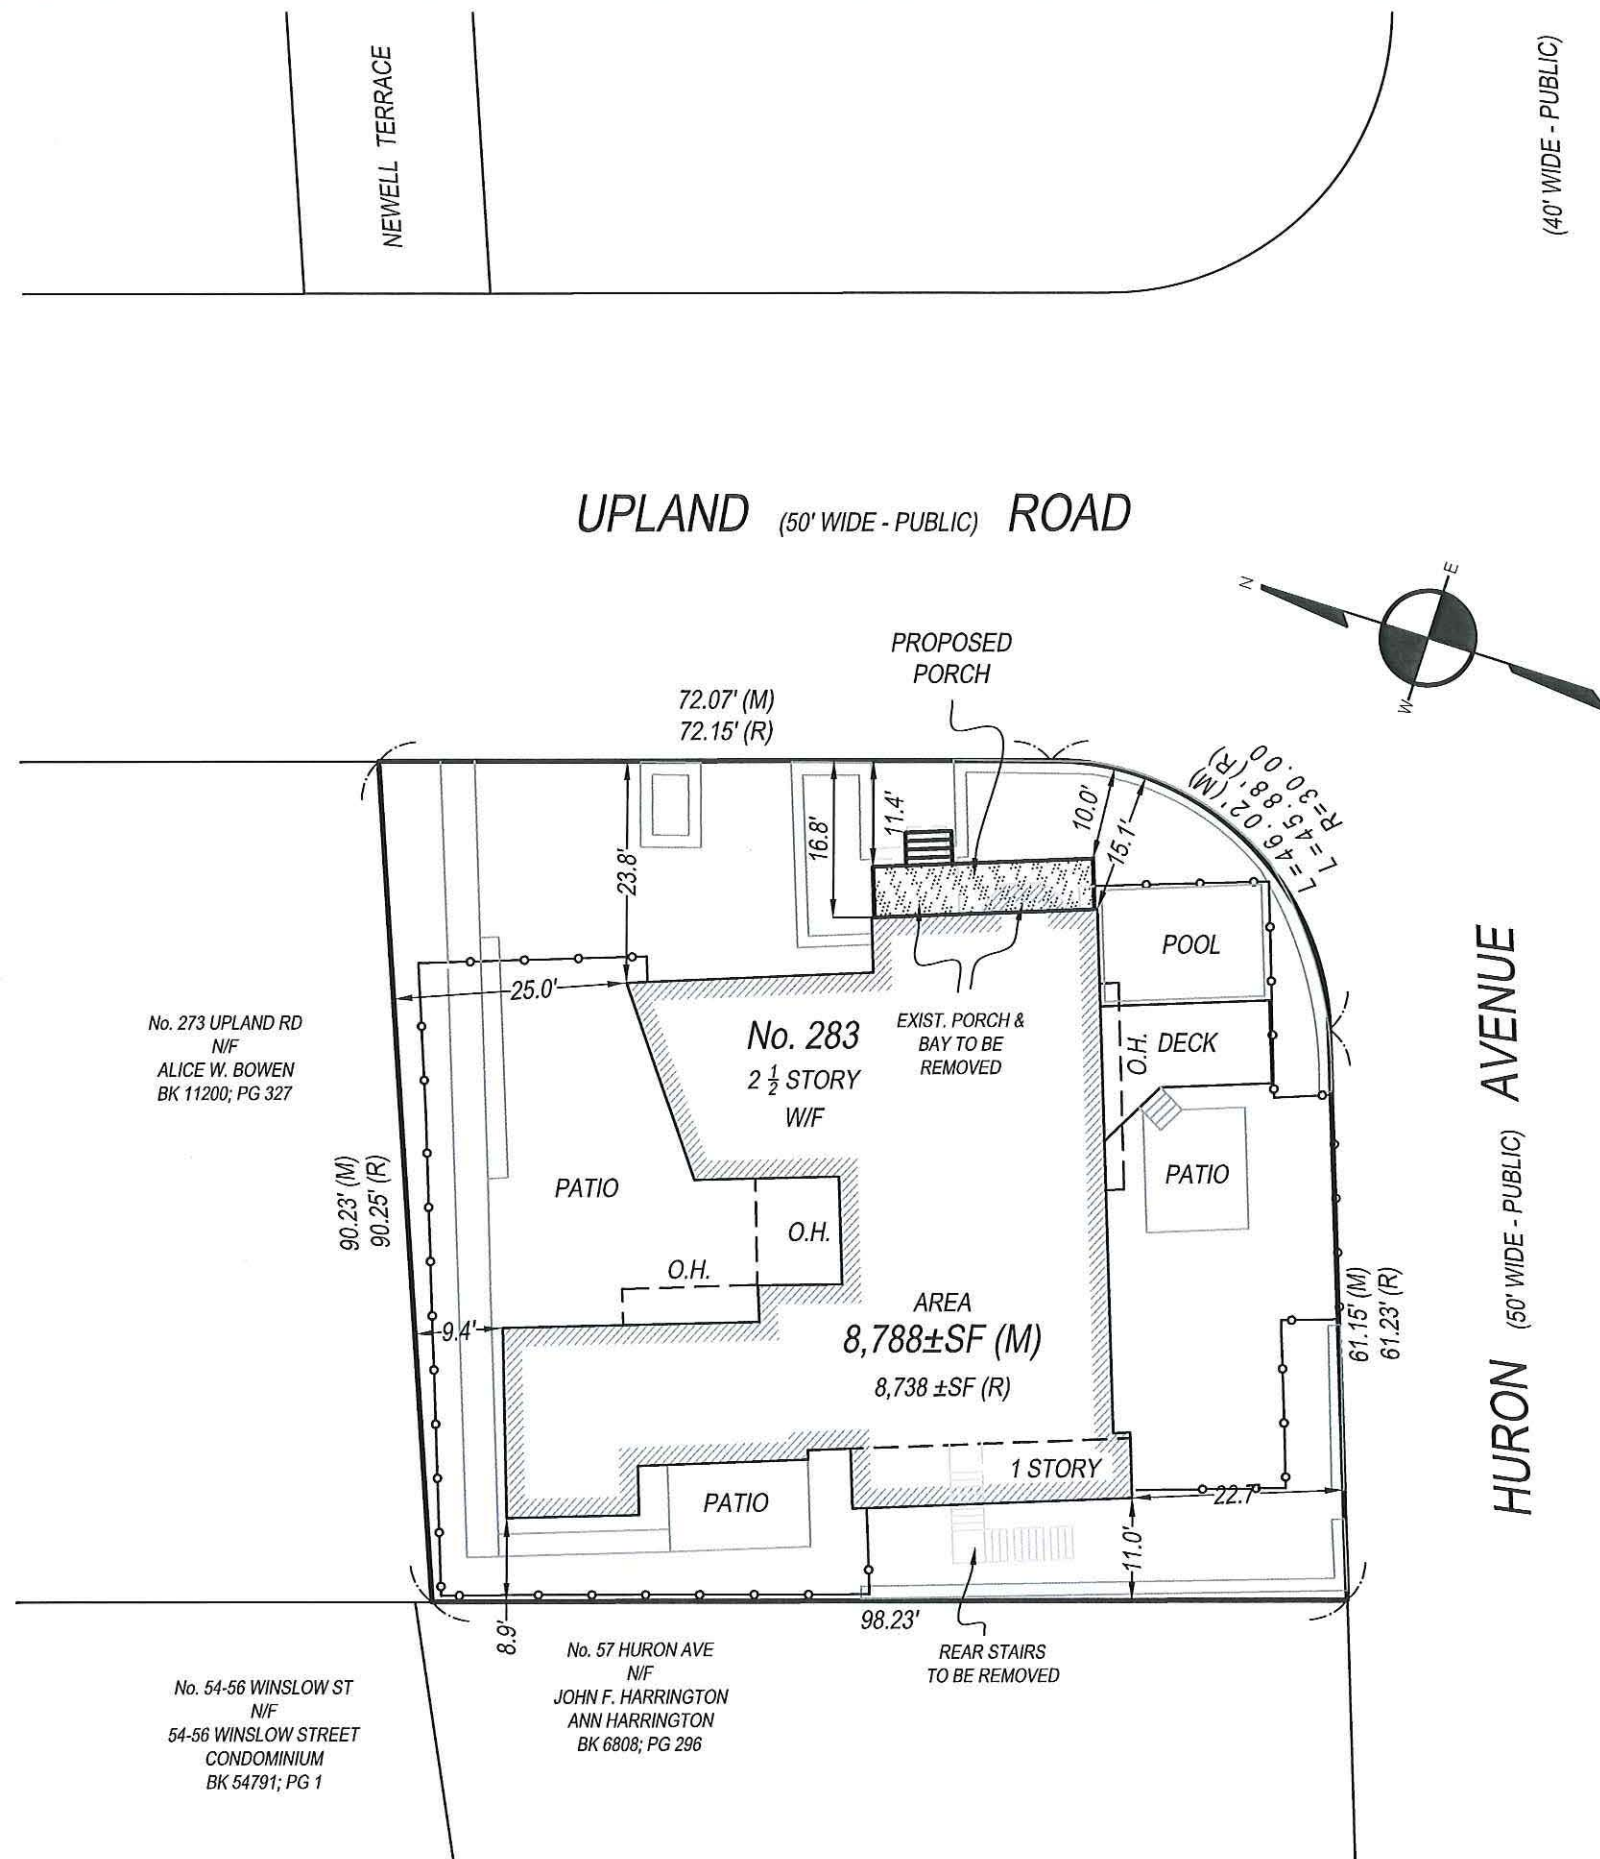 NEWELL TERRACE
(40' WIDE - PUBLIC)
UPLAND (50' WIDE - PUBLIC) ROAD
N
E
W
PROPOSED
PORCH
72.07' (M)
72.15' (R)
L=46.02' (M)
L=45.88' (R)
R=30.00
23.8'
16.8'
11.4'
10.0'
15.1'
25.0'
POOL
DECK
O.H.
PATIO
No. 273 UPLAND RD
N/F
ALICE W. BOWEN
BK 11200; PG 327
No. 283
2 1/2 STORY
W/F
EXIST. PORCH &
BAY TO BE
REMOVED
HURON (50' WIDE - PUBLIC) AVENUE
90.23' (M)
90.25' (R)
PATIO
O.H.
O.H.
9.4'
AREA
8,788±SF (M)
8,738 ±SF (R)
61.15' (M)
61.23' (R)
1 STORY
PATIO
22.7'
11.0'
8.9'
98.23'
No. 57 HURON AVE
N/F
JOHN F. HARRINGTON
ANN HARRINGTON
BK 6808; PG 296
REAR STAIRS
TO BE REMOVED
No. 54-56 WINSLOW ST
N/F
54-56 WINSLOW STREET
CONDOMINIUM
BK 54791; PG 1